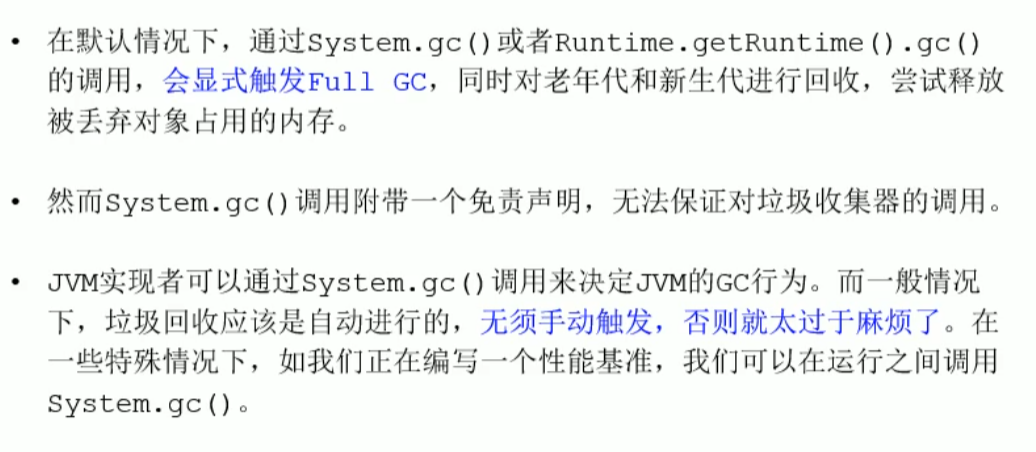 • 在默认情况下，通过System.gc()或者Runtime.getRuntime().gc()
的调用，会显式触发Full GC，同时对老年代和新生代进行回收，尝试释放
被丢弃对象占用的内存。
• 然而System.gc()调用附带一个免责声明，无法保证对垃圾收集器的调用。
• JVM实现者可以通过System.gc()调用来决定JVM的GC行为。而一般情况
下，垃圾回收应该是自动进行的，无须手动触发，否则就太过于麻烦了。在
一些特殊情况下，如我们正在编写一个性能基准，我们可以在运行之间调用
System.gc()。